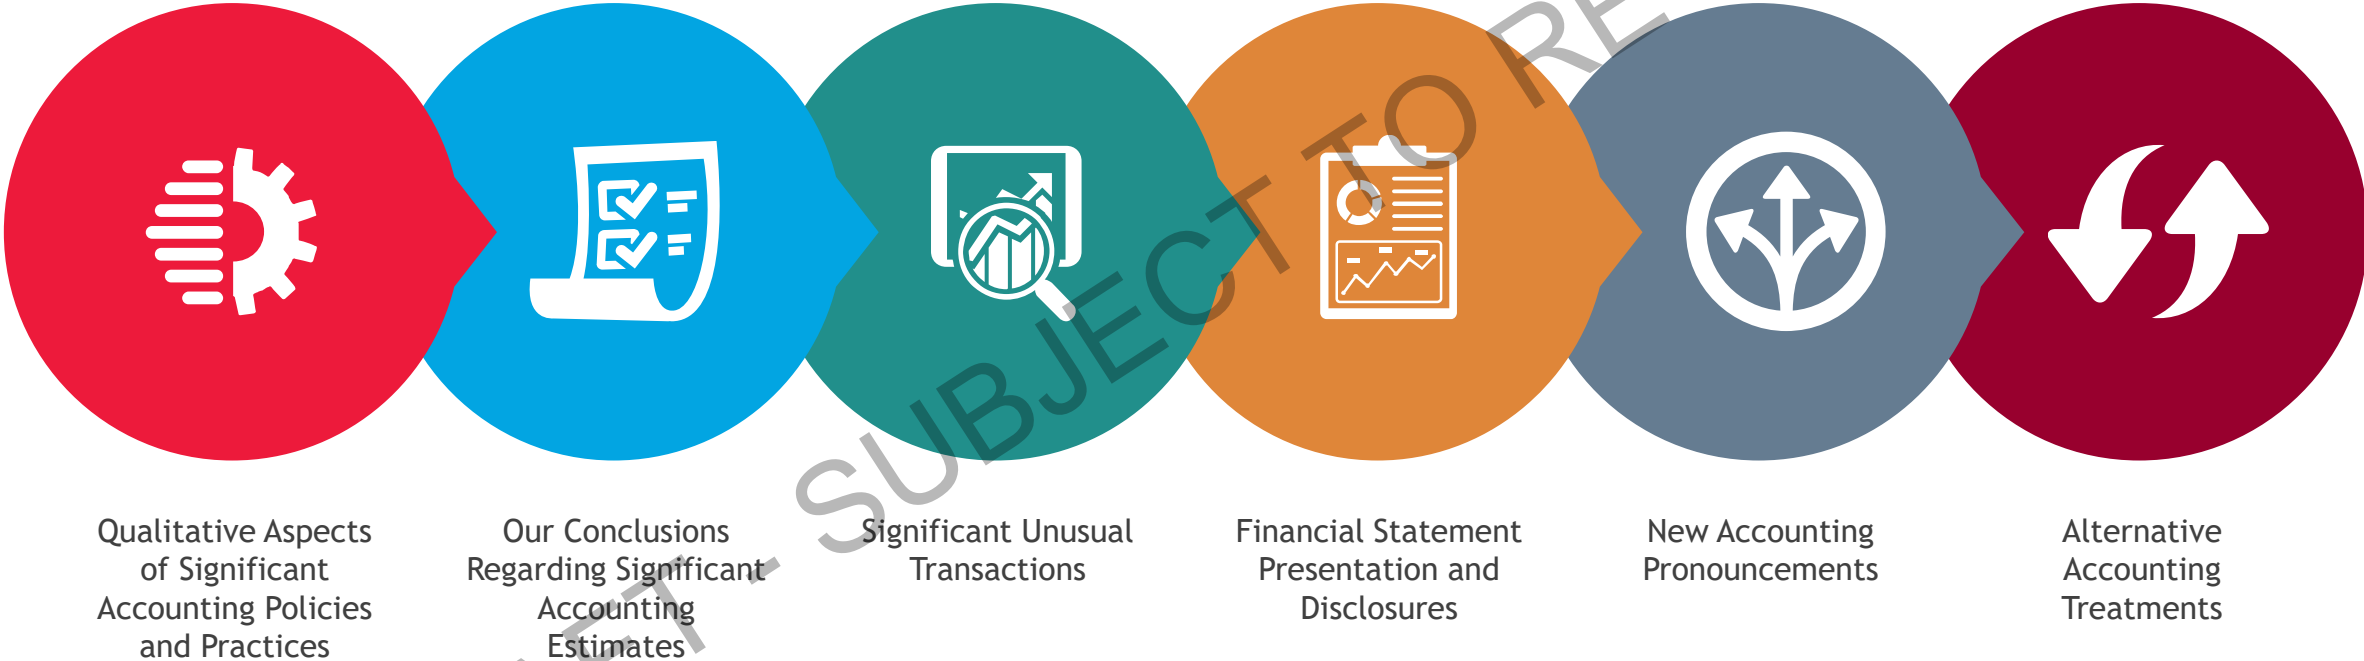 Qualitative Aspects
of Significant
Accounting Policies
and Practices
Our Conclusions
Regarding Significant
Accounting
Estimates
Significant Unusual
Transactions
Financial Statement
Presentation and
Disclosures
New Accounting
Pronouncements
Alternative
Accounting
Treatments
- SUBJECT TO